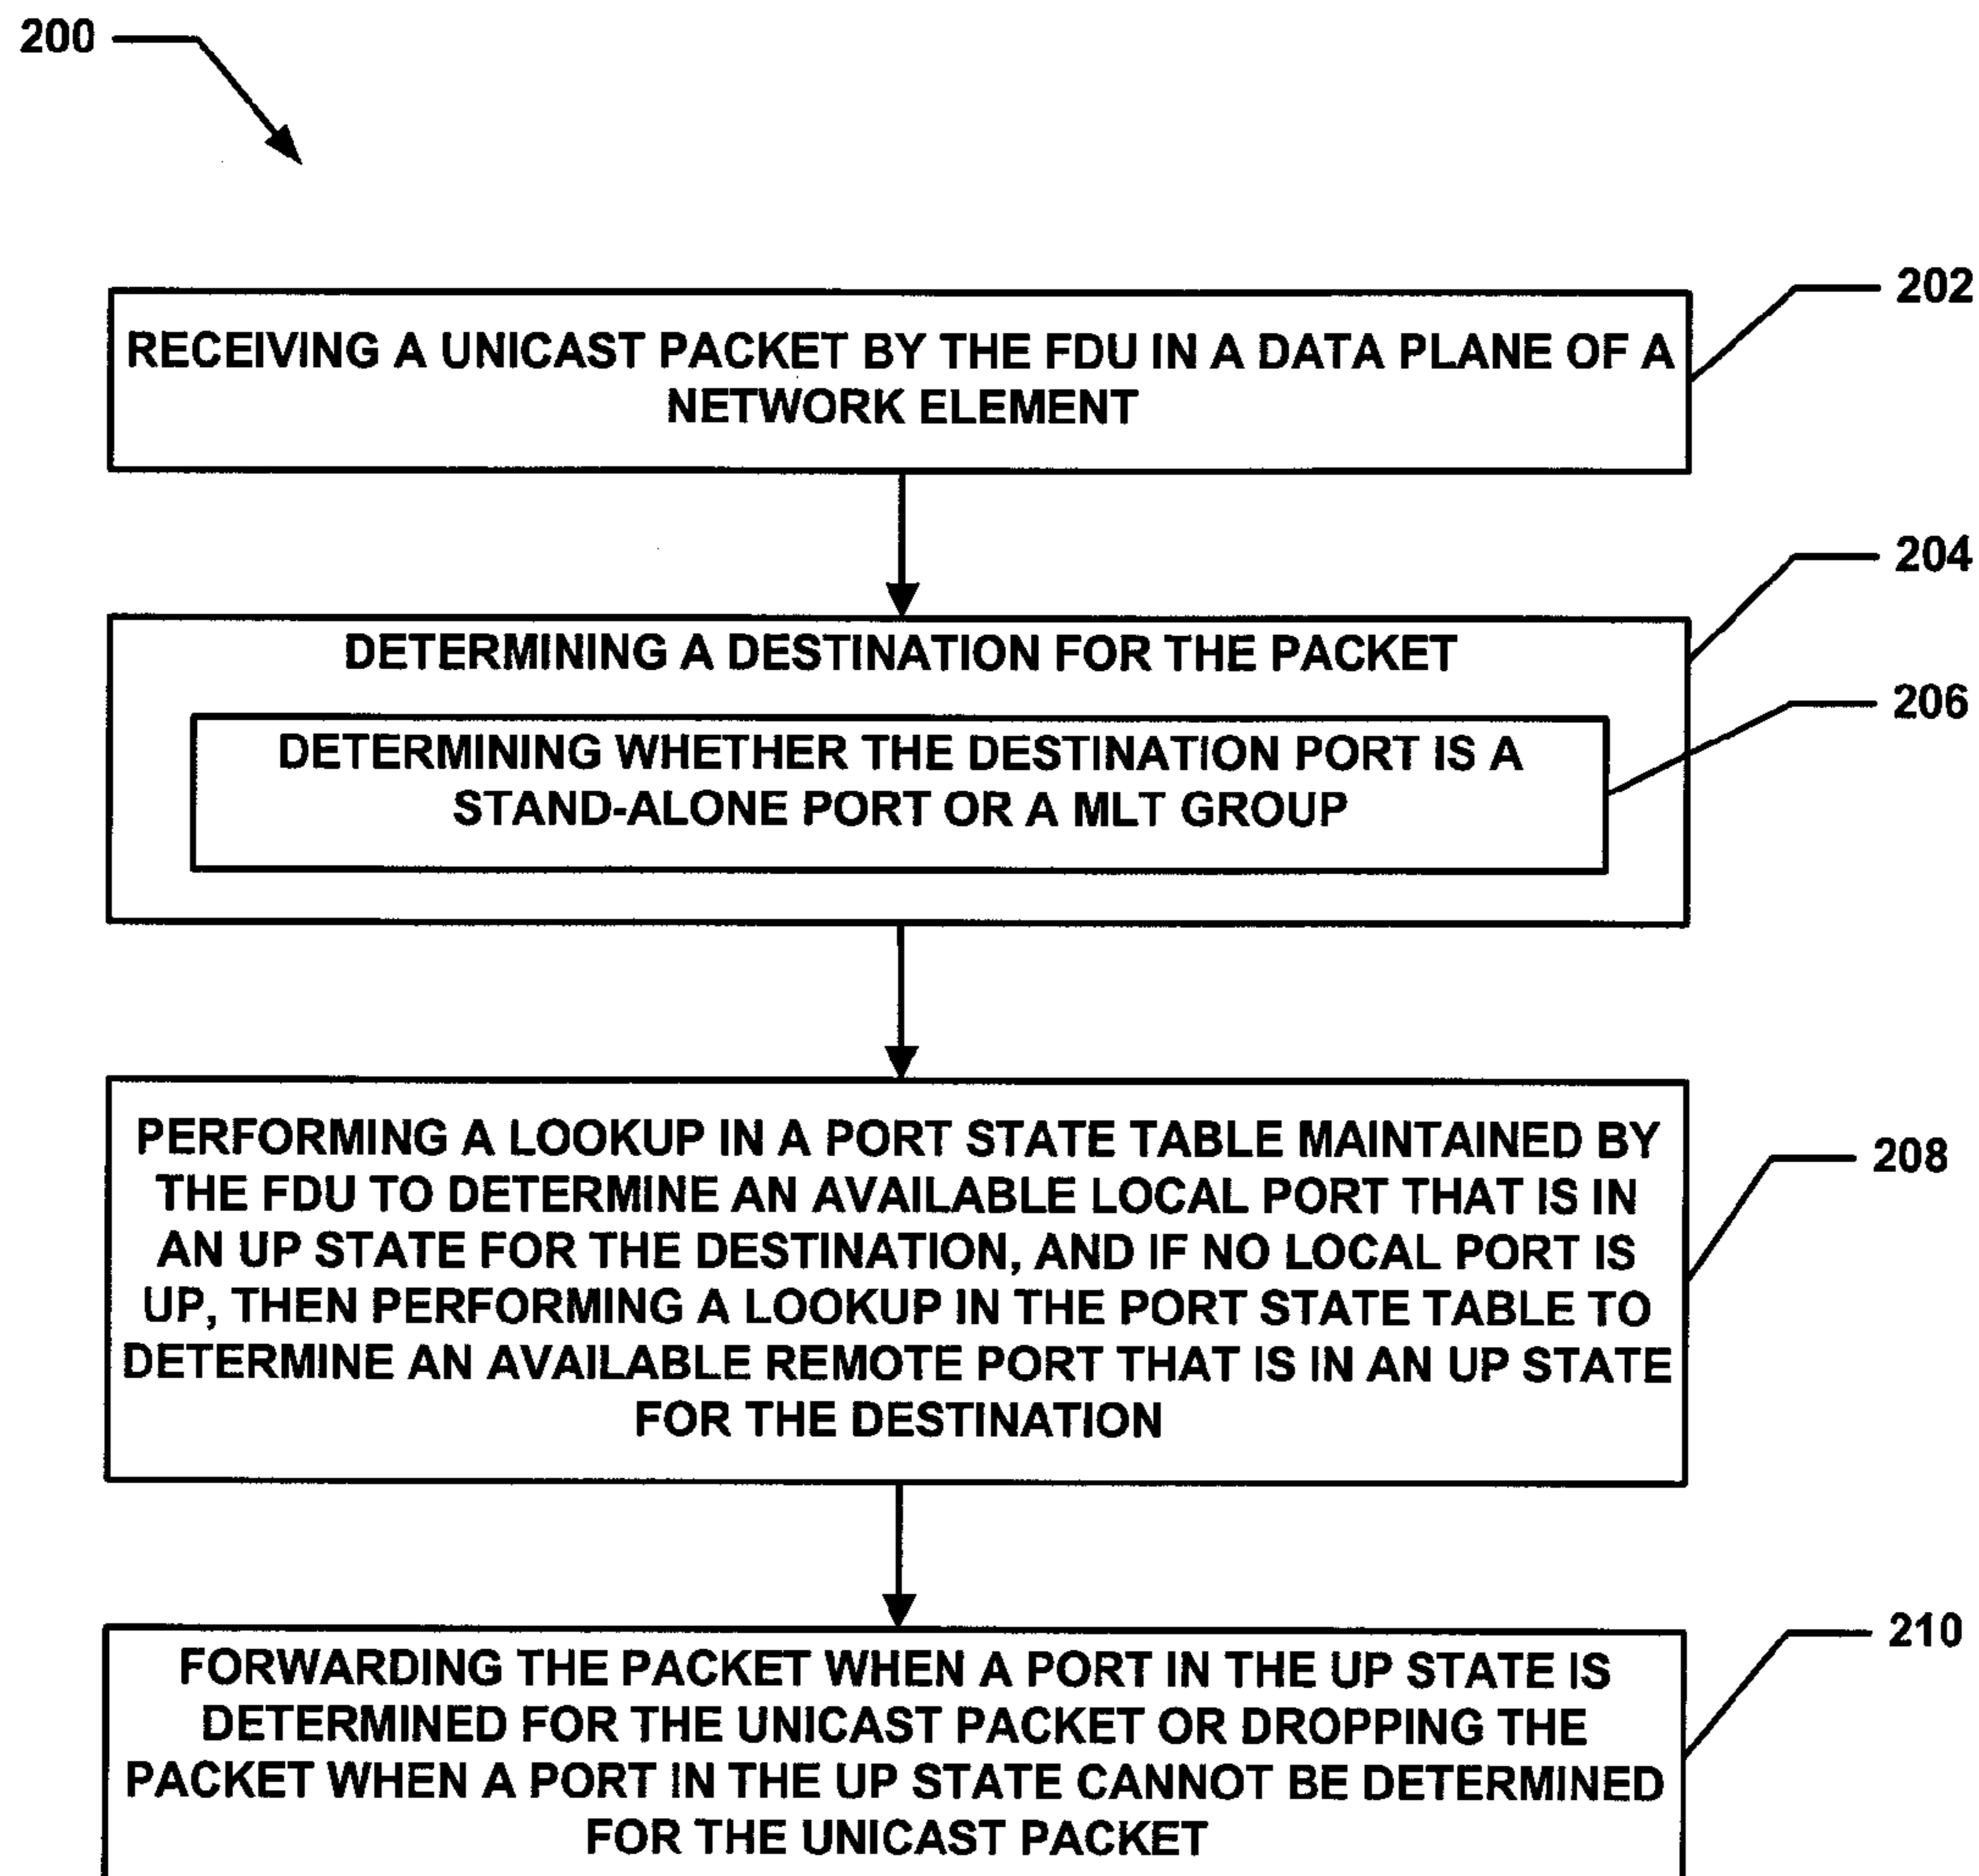 200
202
RECEIVING A UNICAST PACKET BY THE FDU IN A DATA PLANE OF A
NETWORK ELEMENT
204
DETERMINING A DESTINATION FOR THE PACKET
206
DETERMINING WHETHER THE DESTINATION PORT IS A
STAND-ALONE PORT OR A MLT GROUP
208
PERFORMING A LOOKUP IN A PORT STATE TABLE MAINTAINED BY
THE FDU TO DETERMINE AN AVAILABLE LOCAL PORT THAT IS IN
AN UP STATE FOR THE DESTINATION, AND IF NO LOCAL PORT IS
UP, THEN PERFORMING A LOOKUP IN THE PORT STATE TABLE TO
DETERMINE AN AVAILABLE REMOTE PORT THAT IS IN AN UP STATE
FOR THE DESTINATION
210
FORWARDING THE PACKET WHEN A PORT IN THE UP STATE IS
DETERMINED FOR THE UNICAST PACKET OR DROPPING THE
PACKET WHEN A PORT IN THE UP STATE CANNOT BE DETERMINED
FOR THE UNICAST PACKET